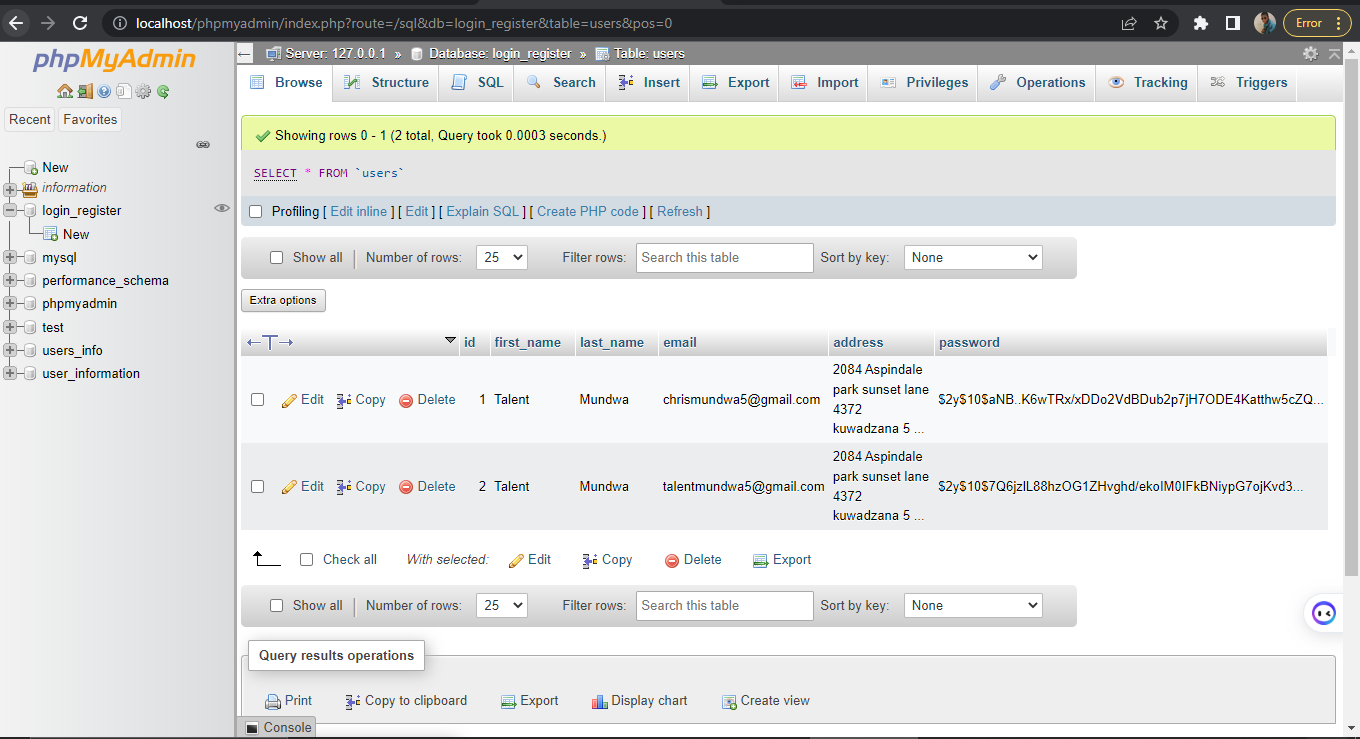 localhost/phpmyadmin/index.php?route=/sql&db=login_register&table=users&pos=0
Error
phpMyAdmin
Recent Favorites
New
information
login_register
New
mysql
performance_schema
phpmyadmin
test
users_info
user_information
Server: 127.0.0.1 » Database: login_register » Table: users
Browse Structure SQL Search Insert Export Import Privileges Operations Tracking Triggers
Showing rows 0 - 1 (2 total, Query took 0.0003 seconds.)
SELECT * FROM `users`
Profiling [ Edit inline ] [ Edit ] [ Explain SQL ] [ Create PHP code ] [ Refresh ]
Show all Number of rows: 25 Filter rows: Search this table Sort by key: None
Extra options
id first_name last_name email address password
Edit Copy Delete 1 Talent Mundwa chrismundwa5@gmail.com 2084 Aspindale
park sunset lane
4372
kuwadzana 5 ... $2y$10$aNB..K6wTRx/xDDo2VdBDub2p7jH7ODE4Katthw5cZQ...
Edit Copy Delete 2 Talent Mundwa talentmundwa5@gmail.com 2084 Aspindale
park sunset lane
4372
kuwadzana 5 ... $2y$10$7Q6jzlL88hzOG1ZHvghd/ekoIM0IFkBNiypG7ojKvd3...
Check all With selected: Edit Copy Delete Export
Show all Number of rows: 25 Filter rows: Search this table Sort by key: None
Query results operations
Print Copy to clipboard Export Display chart Create view
Console